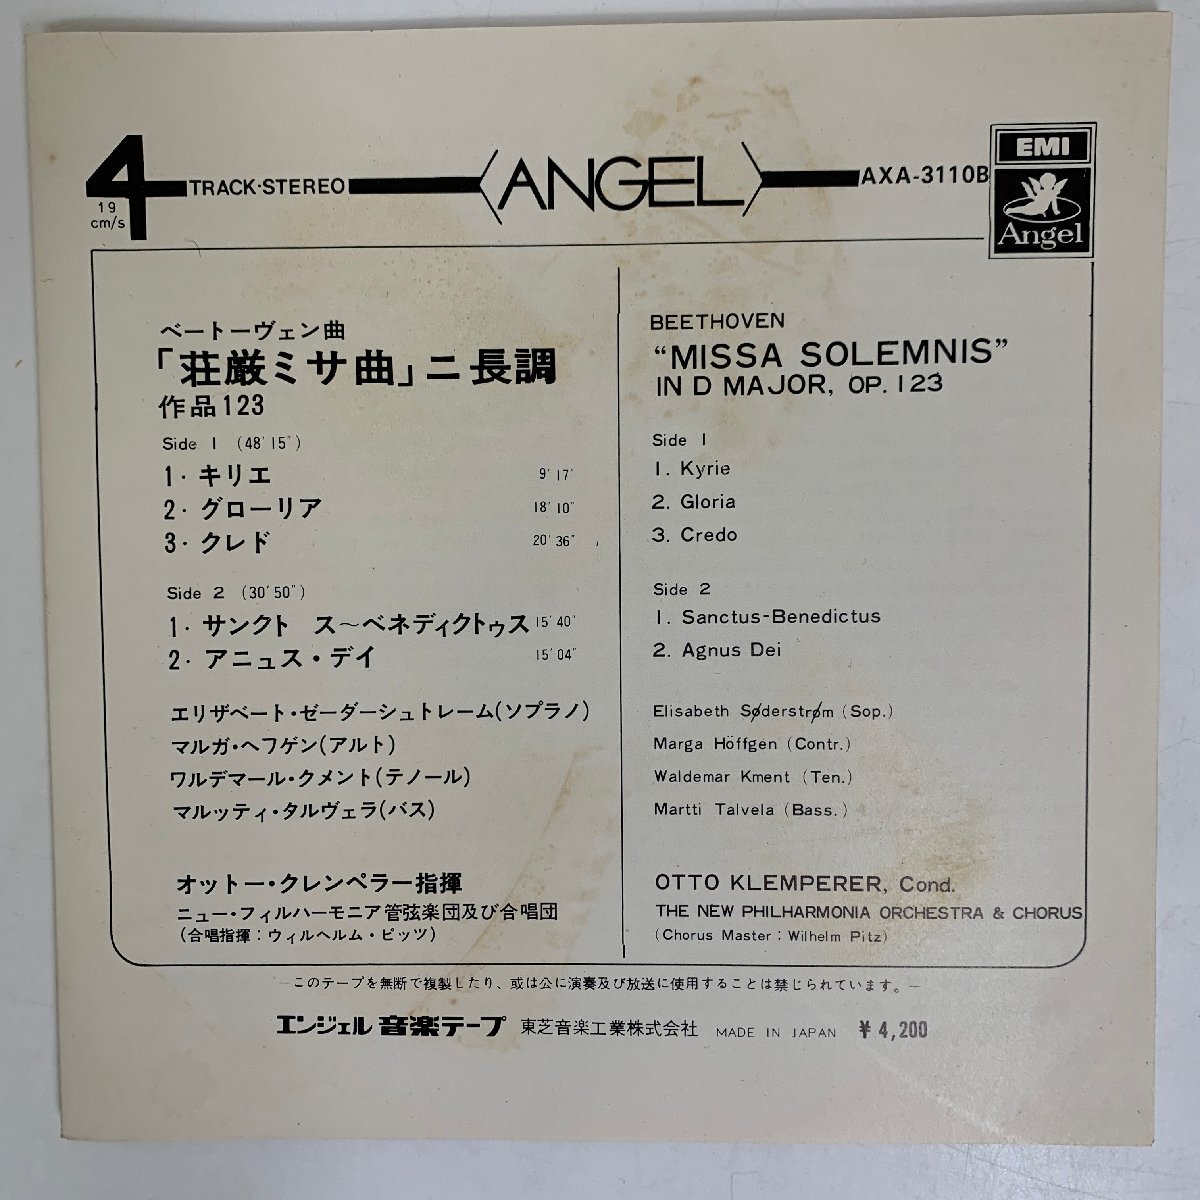 4 TRACK·STEREO 〈ANGEL〉 AXA-3110B
19
cm/s
EMI
Angel
ベートーヴェン曲
「荘厳ミサ曲」ニ長調
作品123
Side 1 (48'15")
1・キリエ 9'17'
2・グローリア 18'10"
3・クレド 20'36"
Side 2 (30'50")
1・サンクト ス〜ベネディクトゥス 15'40"
2・アニュス・デイ 15'04"
エリザベート・ゼーダーシュトレーム(ソプラノ)
マルガ・ヘフゲン(アルト)
ワルデマール・クメント(テノール)
マルッティ・タルヴェラ(バス)
オットー・クレンペラー指揮
ニュー・フィルハーモニア管弦楽団及び合唱団
(合唱指揮：ウィルヘルム・ピッツ)
BEETHOVEN
“MISSA SOLEMNIS”
IN D MAJOR, OP. 123
Side 1
1. Kyrie
2. Gloria
3. Credo
Side 2
1. Sanctus-Benedictus
2. Agnus Dei
Elisabeth Søderstrøm (Sop.)
Marga Höffgen (Contr.)
Waldemar Kment (Ten.)
Martti Talvela (Bass.)
OTTO KLEMPERER, Cond.
THE NEW PHILHARMONIA ORCHESTRA & CHORUS
(Chorus Master : Wilhelm Pitz)
—このテープを無断で複製したり、或は公に演奏及び放送に使用することは禁じられています。—
エンジェル 音楽テープ 東芝音楽工業株式会社 MADE IN JAPAN ¥4,200